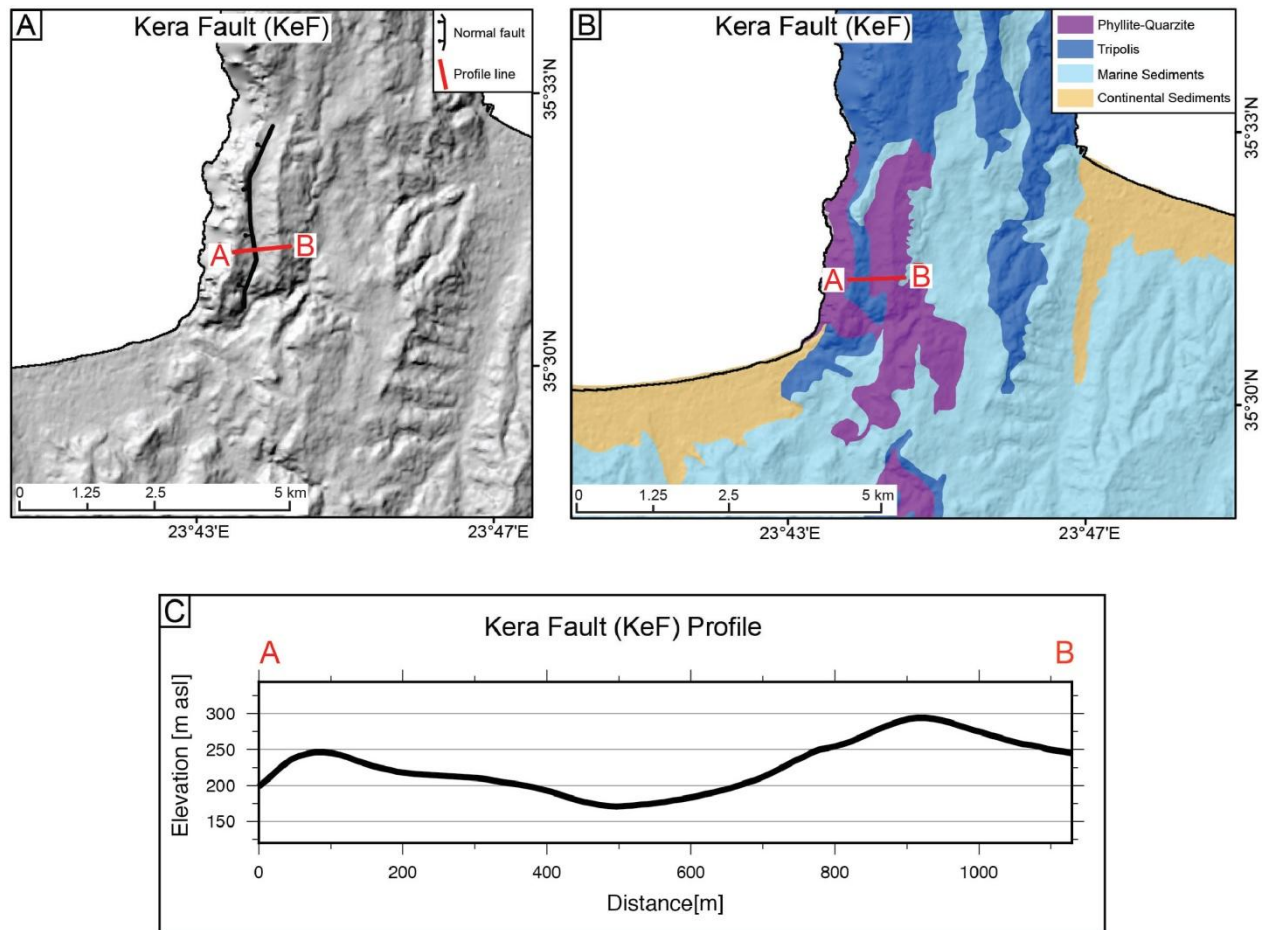 A
Kera Fault (KeF)
Normal fault
Profile line
A
B
35°33'N
35°30'N
0 1.25 2.5 5 km
23°43'E 23°47'E
B
Kera Fault (KeF)
Phyllite-Quarzite
Tripolis
Marine Sediments
Continental Sediments
A
B
35°33'N
35°30'N
0 1.25 2.5 5 km
23°43'E 23°47'E
C
Kera Fault (KeF) Profile
A B
Elevation [m asl]
300
250
200
150
0 200 400 600 800 1000
Distance[m]